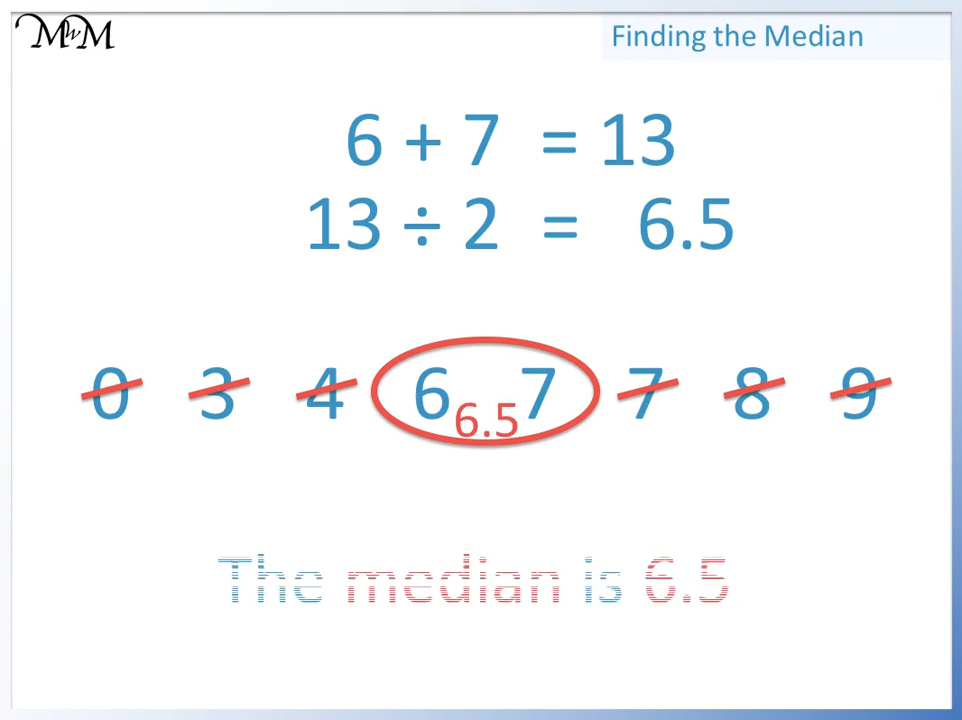 MWM
Finding the Median
6 + 7 = 13
13 ÷ 2 = 6.5
0 3 4 6 6.5 7 7 8 9
The median is 6.5